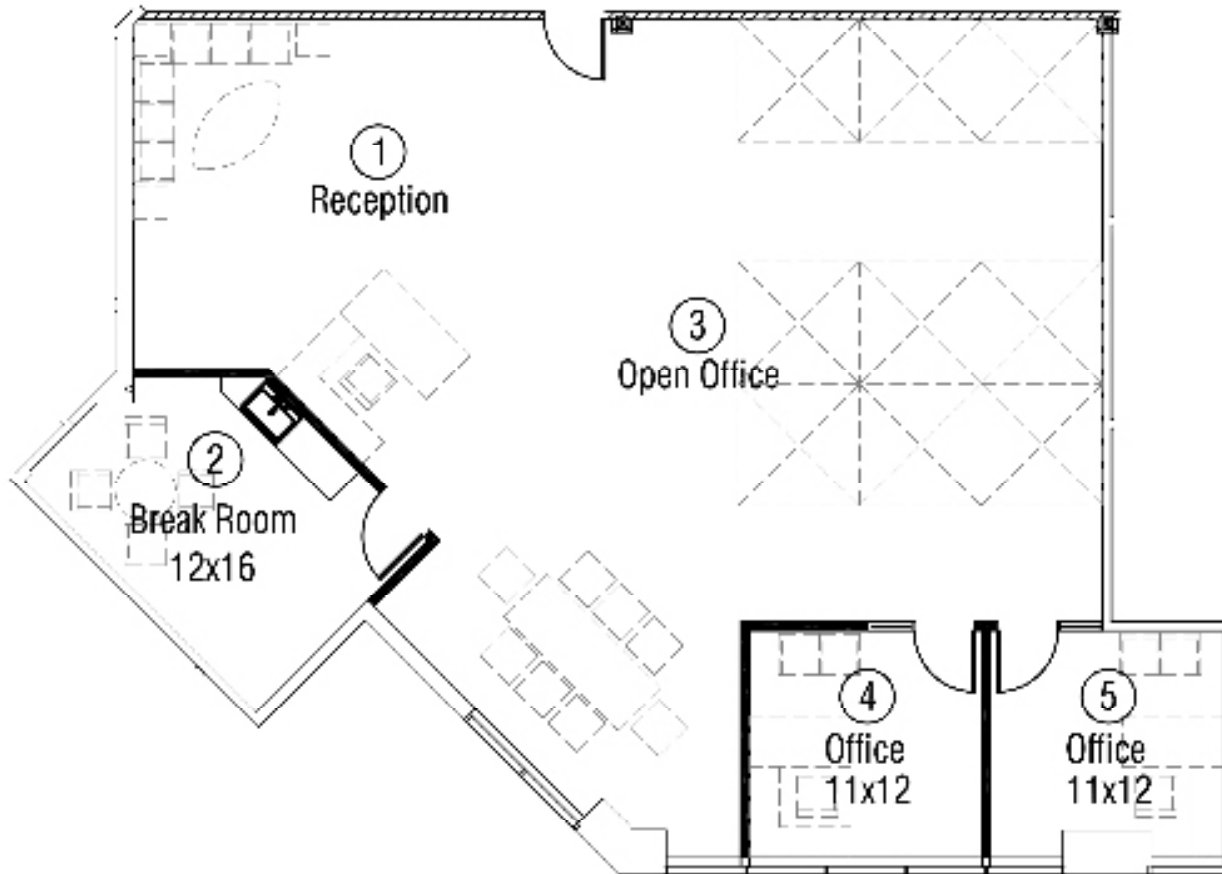 1
Reception
3
Open Office
2
Break Room
12x16
4
Office
11x12
5
Office
11x12